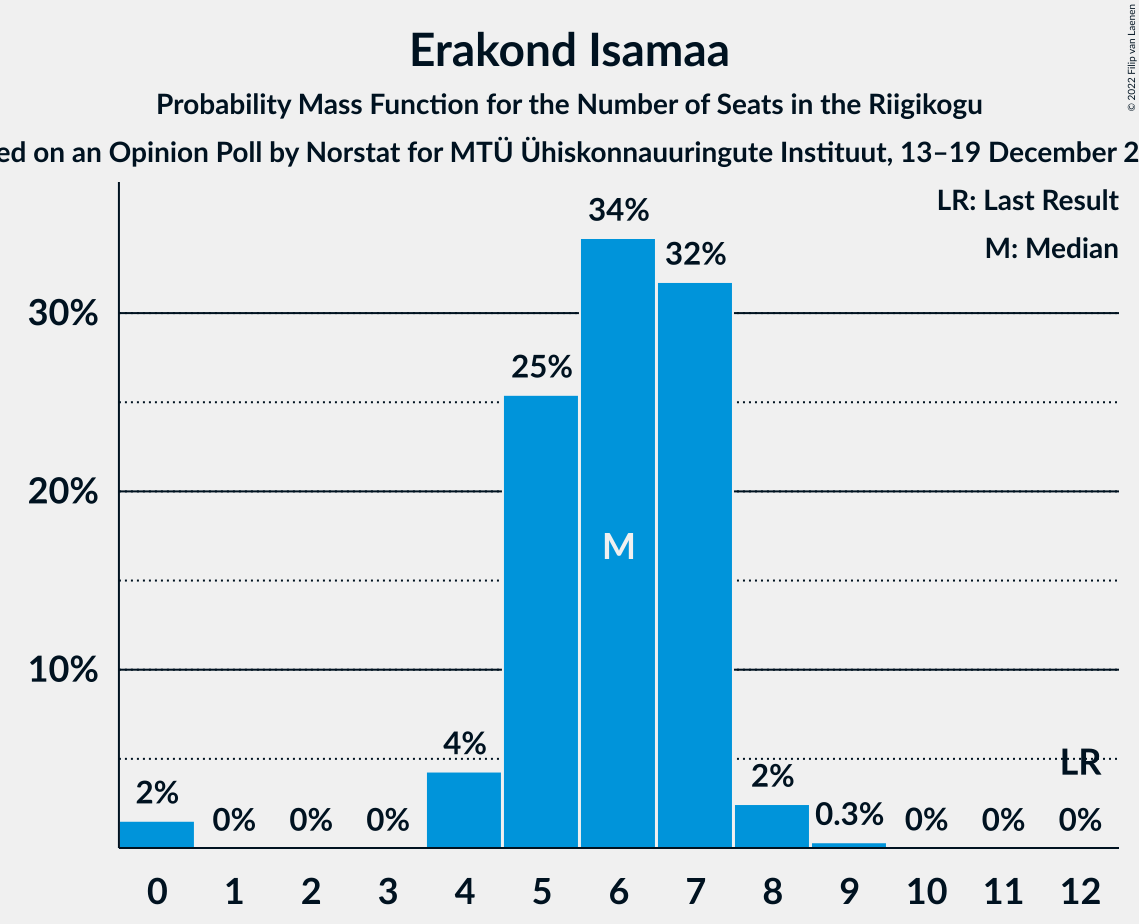 © 2022 Filip van Laenen
Erakond Isamaa
Probability Mass Function for the Number of Seats in the Riigikogu
ed on an Opinion Poll by Norstat for MTÜ Ühiskonnauuringute Instituut, 13–19 December 2
LR: Last Result
M: Median
34%
32%
30%
25%
20%
M
10%
4%
LR
2%
2%
0.3%
0%
0%
0%
0%
0%
0%
0 1 2 3 4 5 6 7 8 9 10 11 12